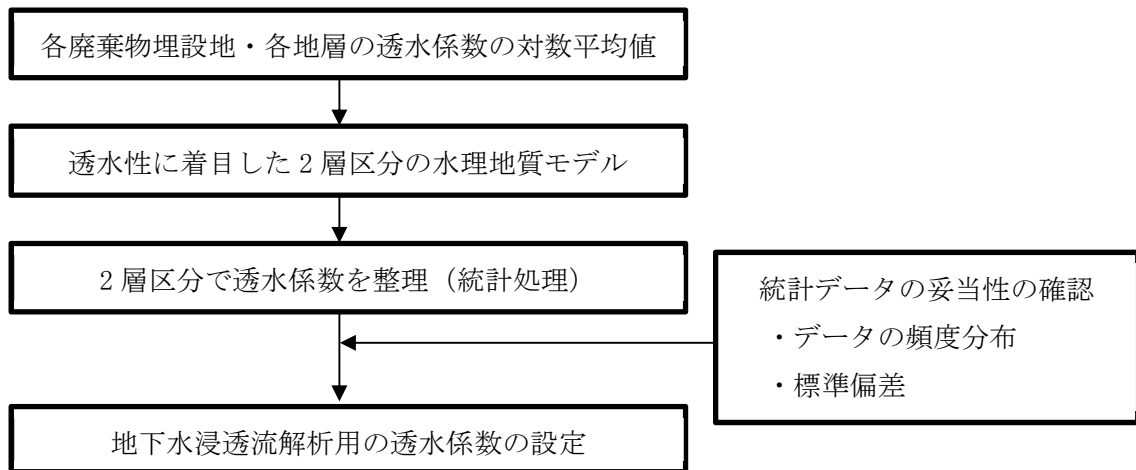 各廃棄物埋設地・各地層の透水係数の対数平均値
透水性に着目した 2 層区分の水理地質モデル
2 層区分で透水係数を整理（統計処理）
統計データの妥当性の確認
・データの頻度分布
・標準偏差
地下水浸透流解析用の透水係数の設定